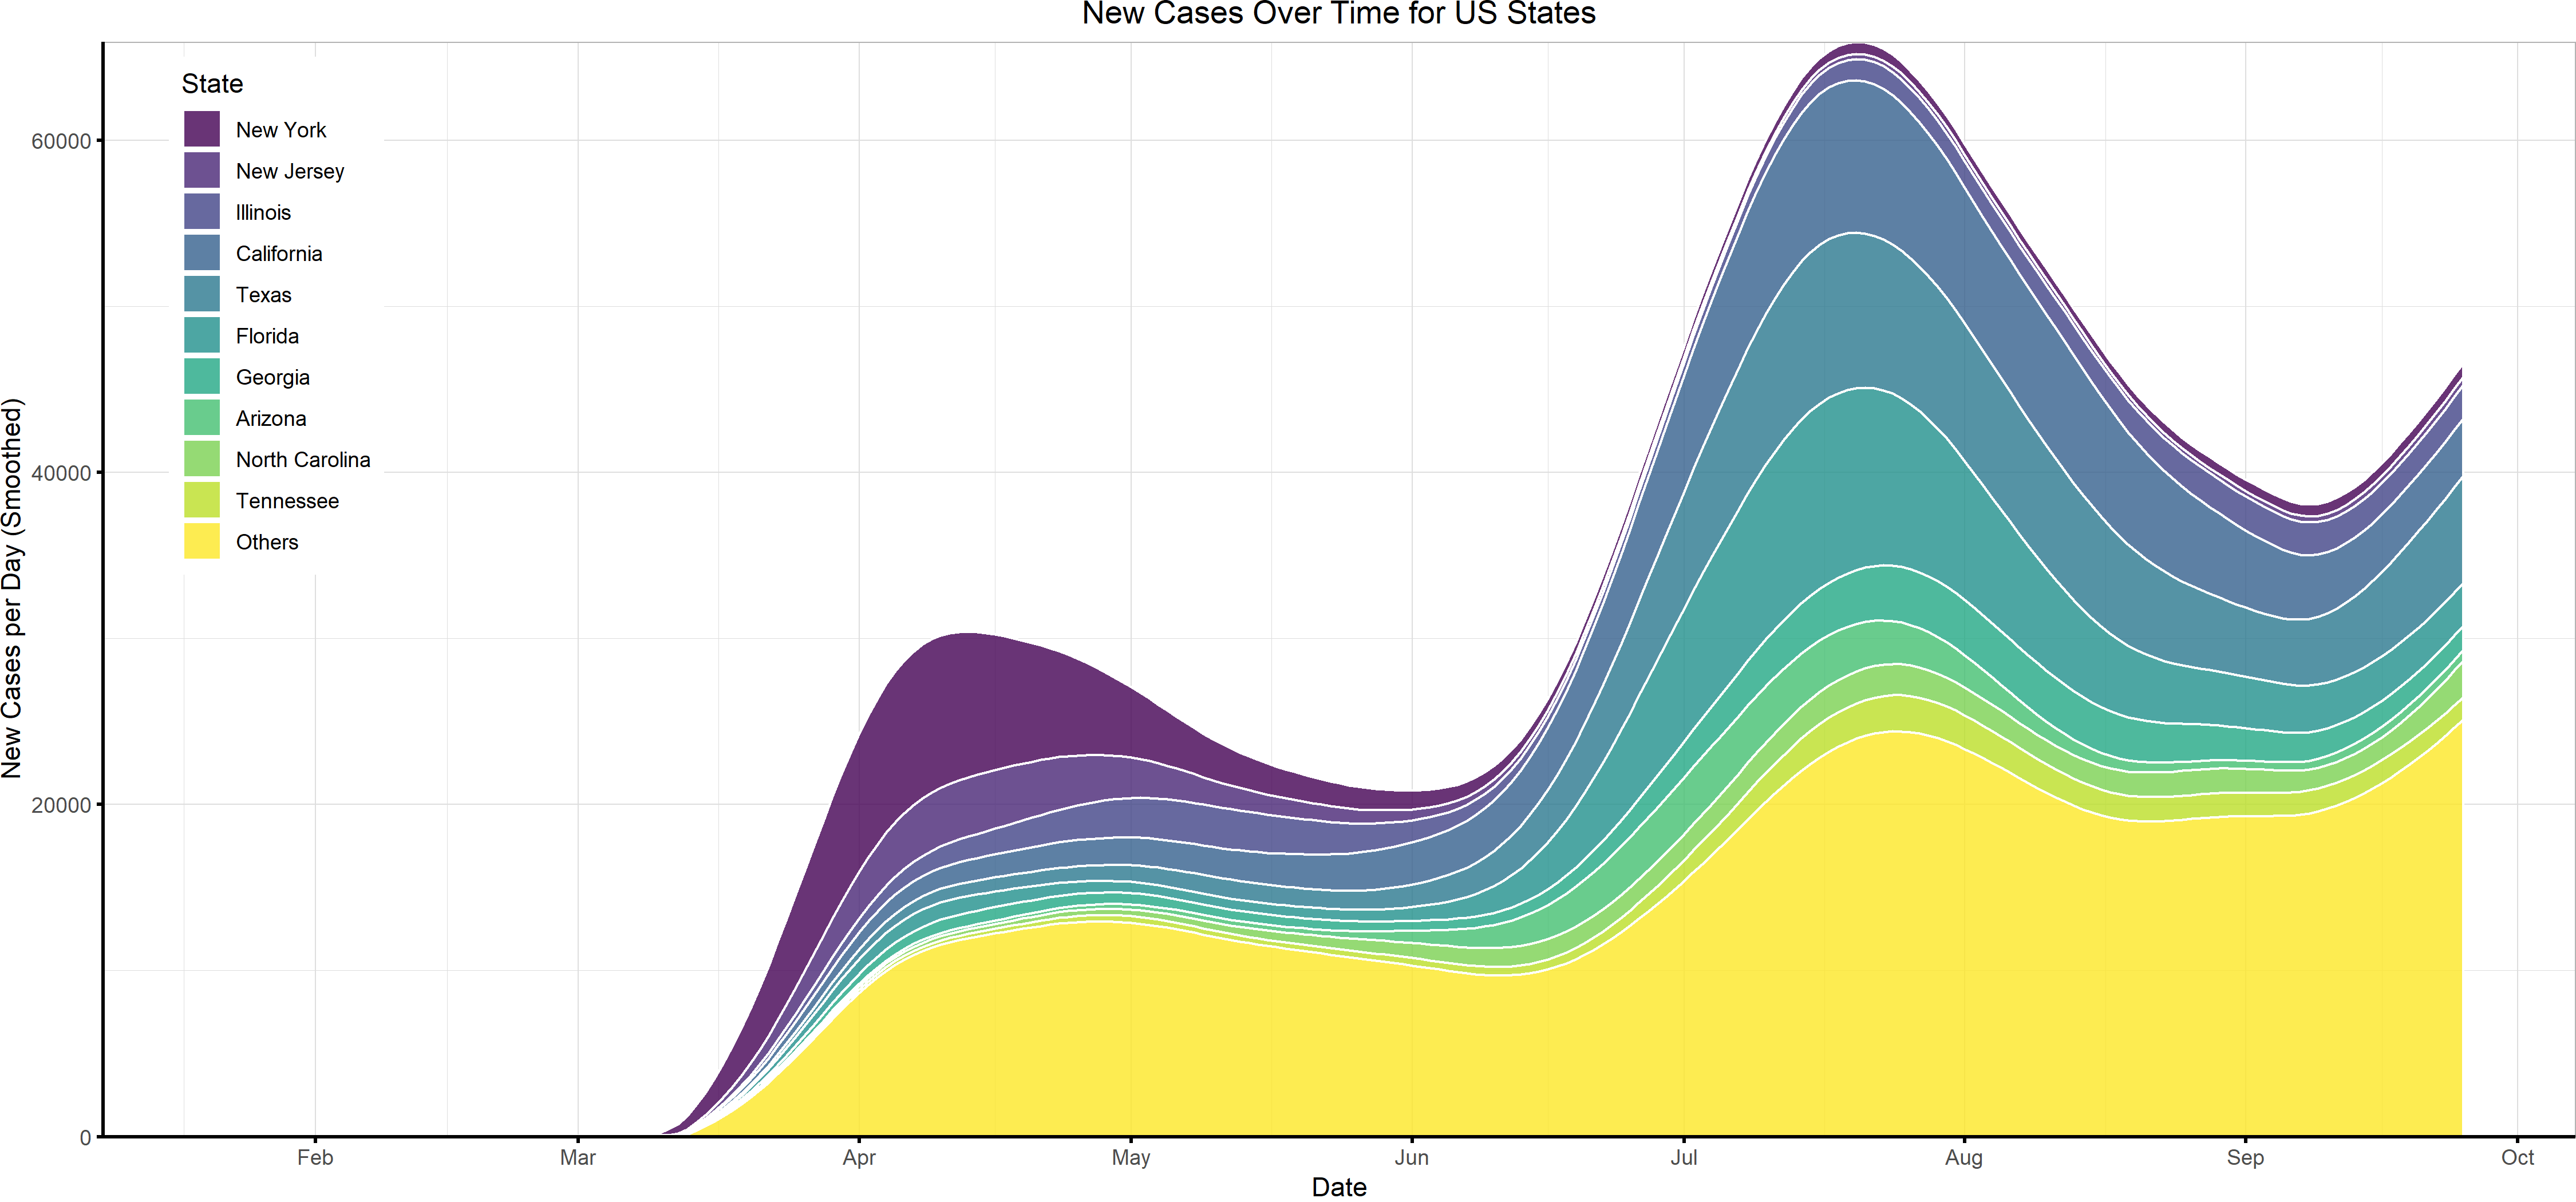 New Cases Over Time for US States
State
New York
New Jersey
Illinois
California
Texas
Florida
Georgia
Arizona
North Carolina
Tennessee
Others
New Cases per Day (Smoothed)
60000
40000
20000
0
Feb Mar Apr May Jun Jul Aug Sep Oct
Date